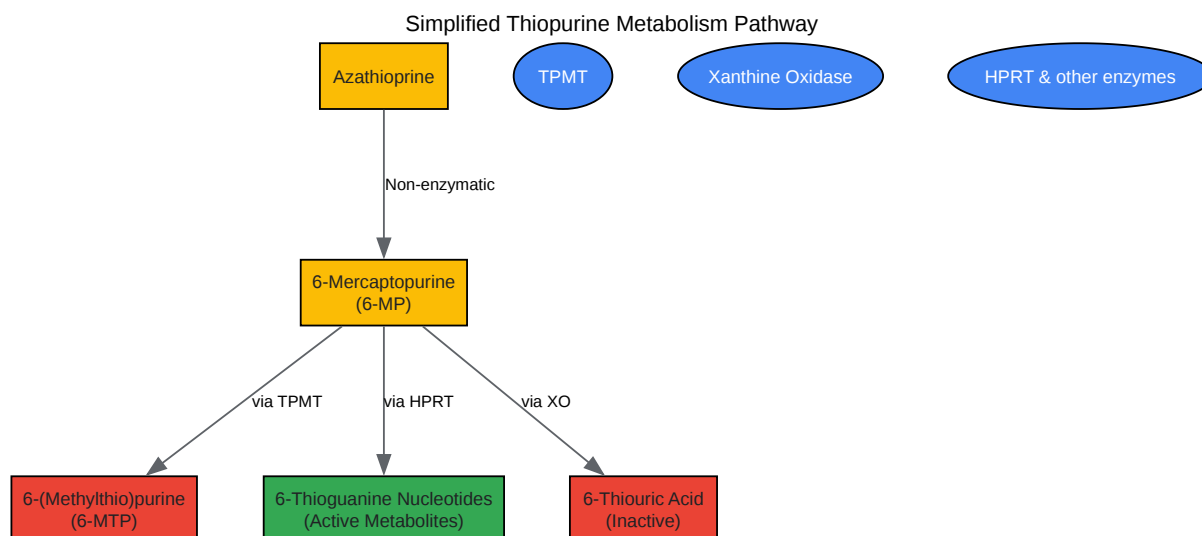 Simplified Thiopurine Metabolism Pathway
Azathioprine
TPMT
Xanthine Oxidase
HPRT & other enzymes
Non-enzymatic
6-Mercaptopurine
(6-MP)
via TPMT
via HPRT
via XO
6-(Methylthio)purine
(6-MTP)
6-Thioguanine Nucleotides
(Active Metabolites)
6-Thiouric Acid
(Inactive)